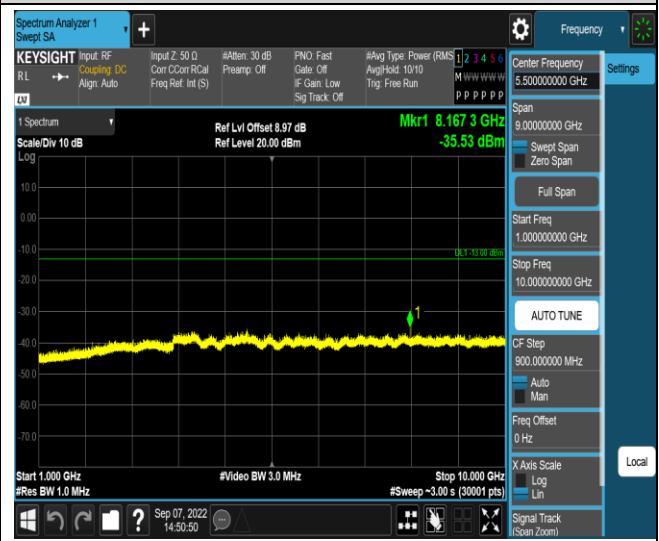 Spectrum Analyzer 1
Swept SA
+
Frequency
KEYSIGHT
RL
LXI
Input: RF
Coupling: DC
Align: Auto
Input Z: 50 Ω
Corr CCorr RCal
Freq Ref: Int (S)
#Atten: 30 dB
Preamp: Off
PNO: Fast
Gate: Off
IF Gain: Low
Sig Track: Off
#Avg Type: Power (RMS
Avg|Hold: 10/10
Trig: Free Run
1 2 3 4 5 6
M W W W W W
P P P P P P
1 Spectrum
Scale/Div 10 dB
Log
Ref Lvl Offset 8.97 dB
Ref Level 20.00 dBm
Mkr1 8.167 3 GHz
-35.53 dBm
10.0
0.00
-10.0
-20.0
-30.0
-40.0
-50.0
-60.0
-70.0
DL1 -13.00 dBm
1
Start 1.000 GHz
#Res BW 1.0 MHz
#Video BW 3.0 MHz
Stop 10.000 GHz
#Sweep ~3.00 s (30001 pts)
Sep 07, 2022
14:50:50
?
Center Frequency
5.500000000 GHz
Span
9.00000000 GHz
Swept Span
Zero Span
Full Span
Start Freq
1.000000000 GHz
Stop Freq
10.000000000 GHz
AUTO TUNE
CF Step
900.000000 MHz
Auto
Man
Freq Offset
0 Hz
X Axis Scale
Log
Lin
Signal Track
(Span Zoom)
Settings
Local